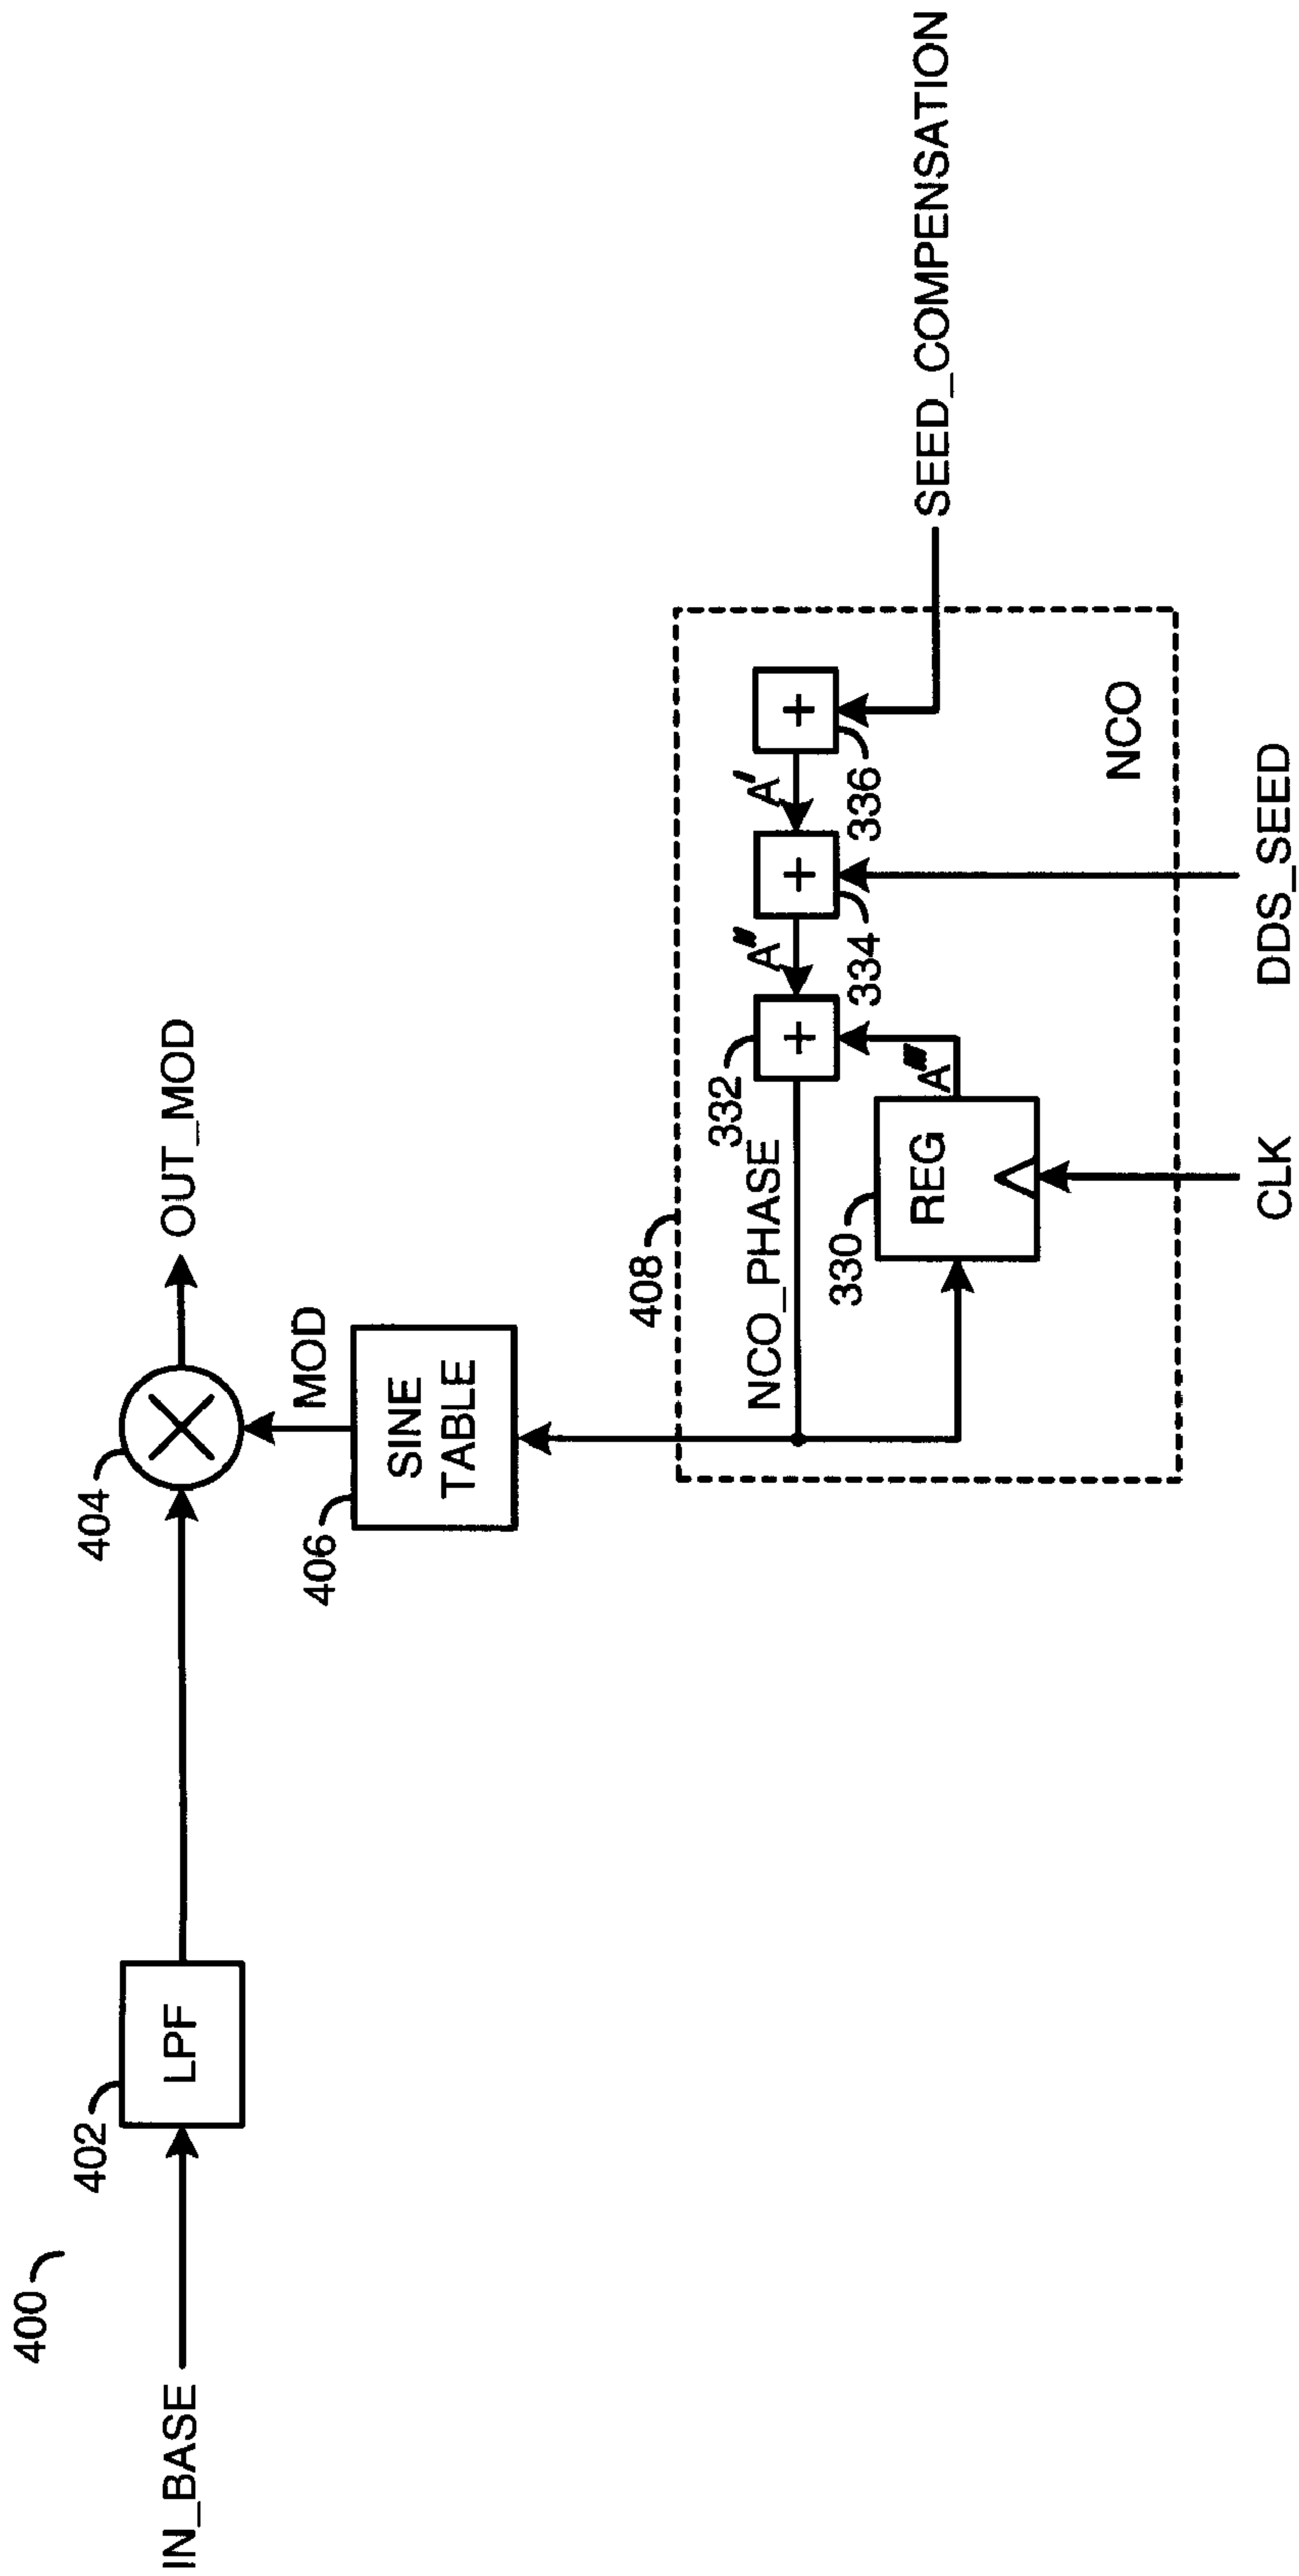 400
IN_BASE
402
LPF
404
OUT_MOD
MOD
406
SINE
TABLE
408
NCO_PHASE
332
A"
334
A'
336
SEED_COMPENSATION
330
REG
A'''
NCO
CLK
DDS_SEED
+
+
+